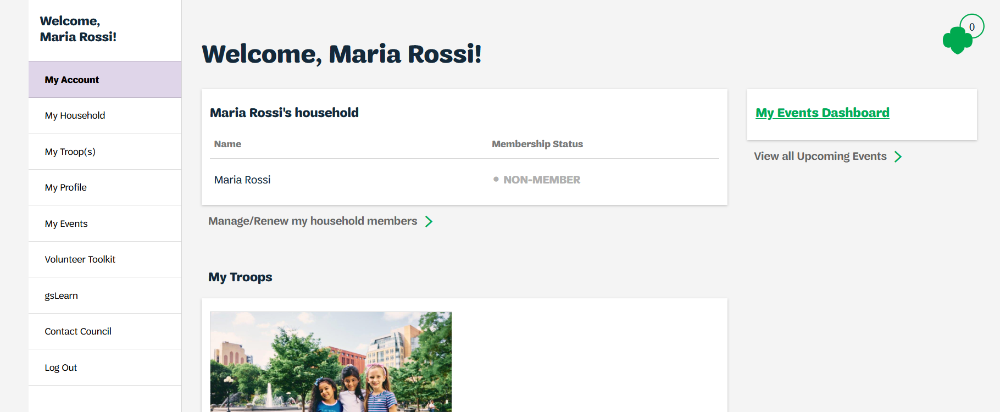 Welcome,
Maria Rossi!
My Account
My Household
My Troop(s)
My Profile
My Events
Volunteer Toolkit
gsLearn
Contact Council
Log Out
Welcome, Maria Rossi!
0
Maria Rossi's household
Name Membership Status
Maria Rossi NON-MEMBER
Manage/Renew my household members
My Events Dashboard
View all Upcoming Events
My Troops